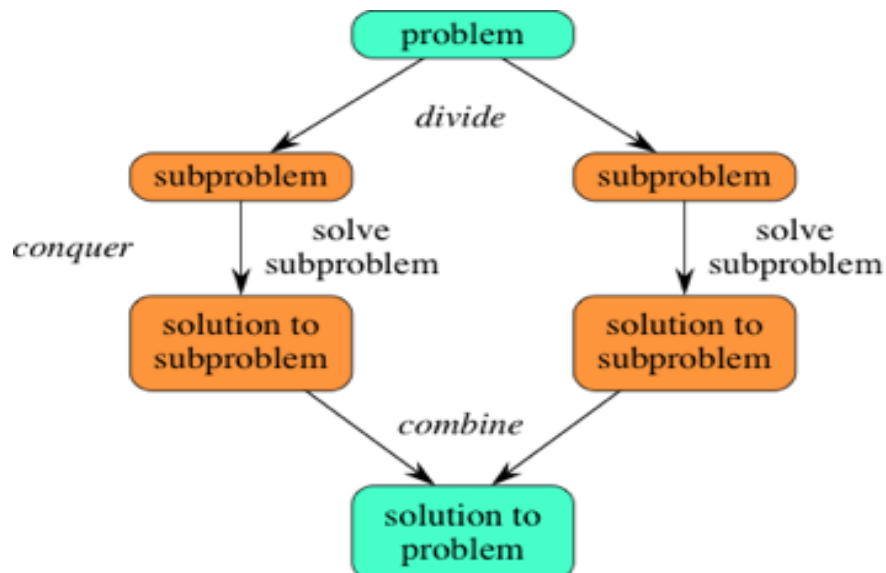 problem
divide
subproblem
subproblem
conquer
solve
subproblem
solve
subproblem
solution to
subproblem
solution to
subproblem
combine
solution to
problem